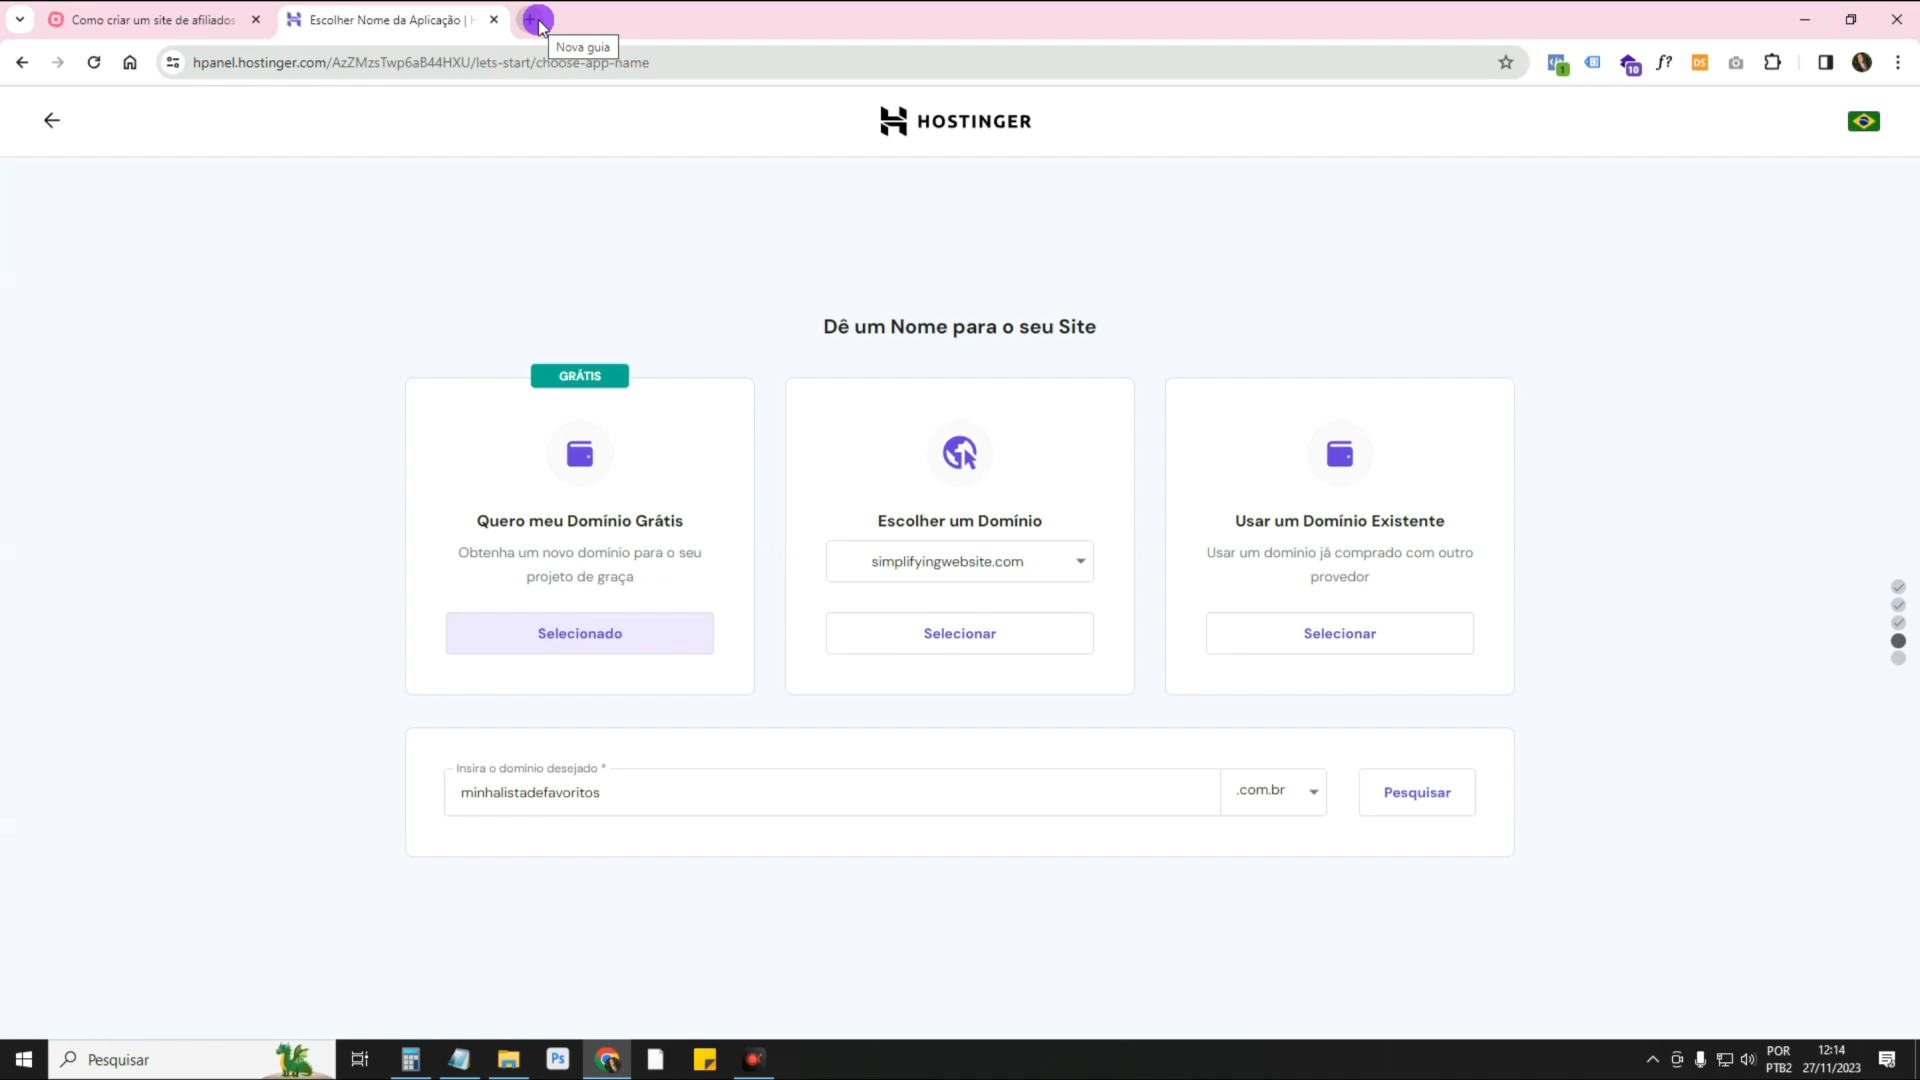 Como criar um site de afiliados
Escolher Nome da Aplicação | H
Nova guia
hpanel.hostinger.com/AzZMzsTwp6aB44HXU/lets-start/choose-app-name
1
10
f?
DS
HOSTINGER
Dê um Nome para o seu Site
GRÁTIS
Quero meu Domínio Grátis
Obtenha um novo domínio para o seu
projeto de graça
Selecionado
Escolher um Domínio
simplifyingwebsite.com
Selecionar
Usar um Domínio Existente
Usar um domínio já comprado com outro
provedor
Selecionar
Insira o domínio desejado *
minhalistadefavoritos
.com.br
Pesquisar
Pesquisar
Ps
POR
PTB2
12:14
27/11/2023